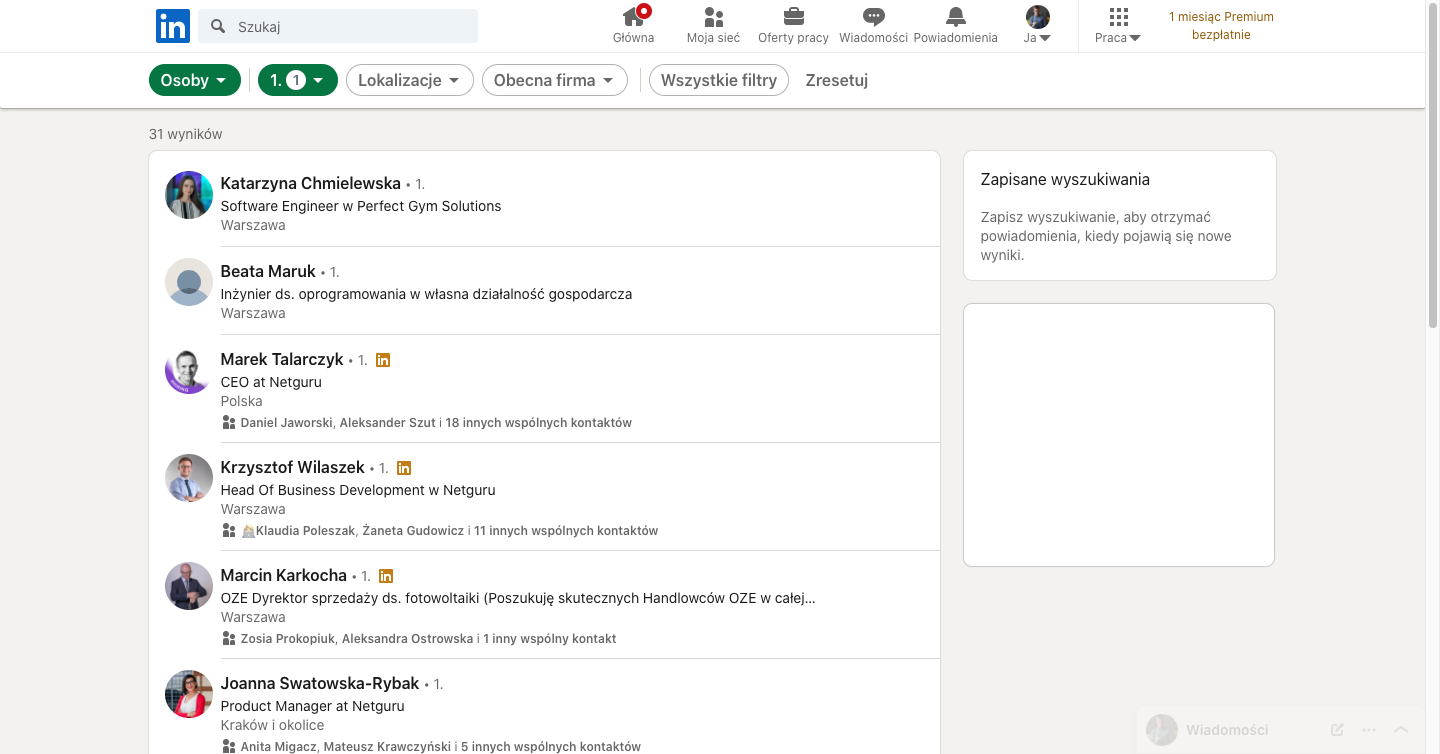 in
Szukaj
Główna
Moja sieć
Oferty pracy
Wiadomości
Powiadomienia
Ja
Praca
1 miesiąc Premium
bezpłatnie
Osoby
1. 1
Lokalizacje
Obecna firma
Wszystkie filtry
Zresetuj
31 wyników
Katarzyna Chmielewska • 1.
Software Engineer w Perfect Gym Solutions
Warszawa
Beata Maruk • 1.
Inżynier ds. oprogramowania w własna działalność gospodarcza
Warszawa
Marek Talarczyk • 1. in
CEO at Netguru
Polska
Daniel Jaworski, Aleksander Szut i 18 innych wspólnych kontaktów
Krzysztof Wilaszek • 1. in
Head Of Business Development w Netguru
Warszawa
Klaudia Poleszak, Żaneta Gudowicz i 11 innych wspólnych kontaktów
Marcin Karkocha • 1. in
OZE Dyrektor sprzedaży ds. fotowoltaiki (Poszukuję skutecznych Handlowców OZE w całej...
Warszawa
Zosia Prokopiuk, Aleksandra Ostrowska i 1 inny wspólny kontakt
Joanna Swatowska-Rybak • 1.
Product Manager at Netguru
Kraków i okolice
Anita Migacz, Mateusz Krawczyński i 5 innych wspólnych kontaktów
Zapisane wyszukiwania
Zapisz wyszukiwanie, aby otrzymać
powiadomienia, kiedy pojawią się nowe
wyniki.
Wiadomości